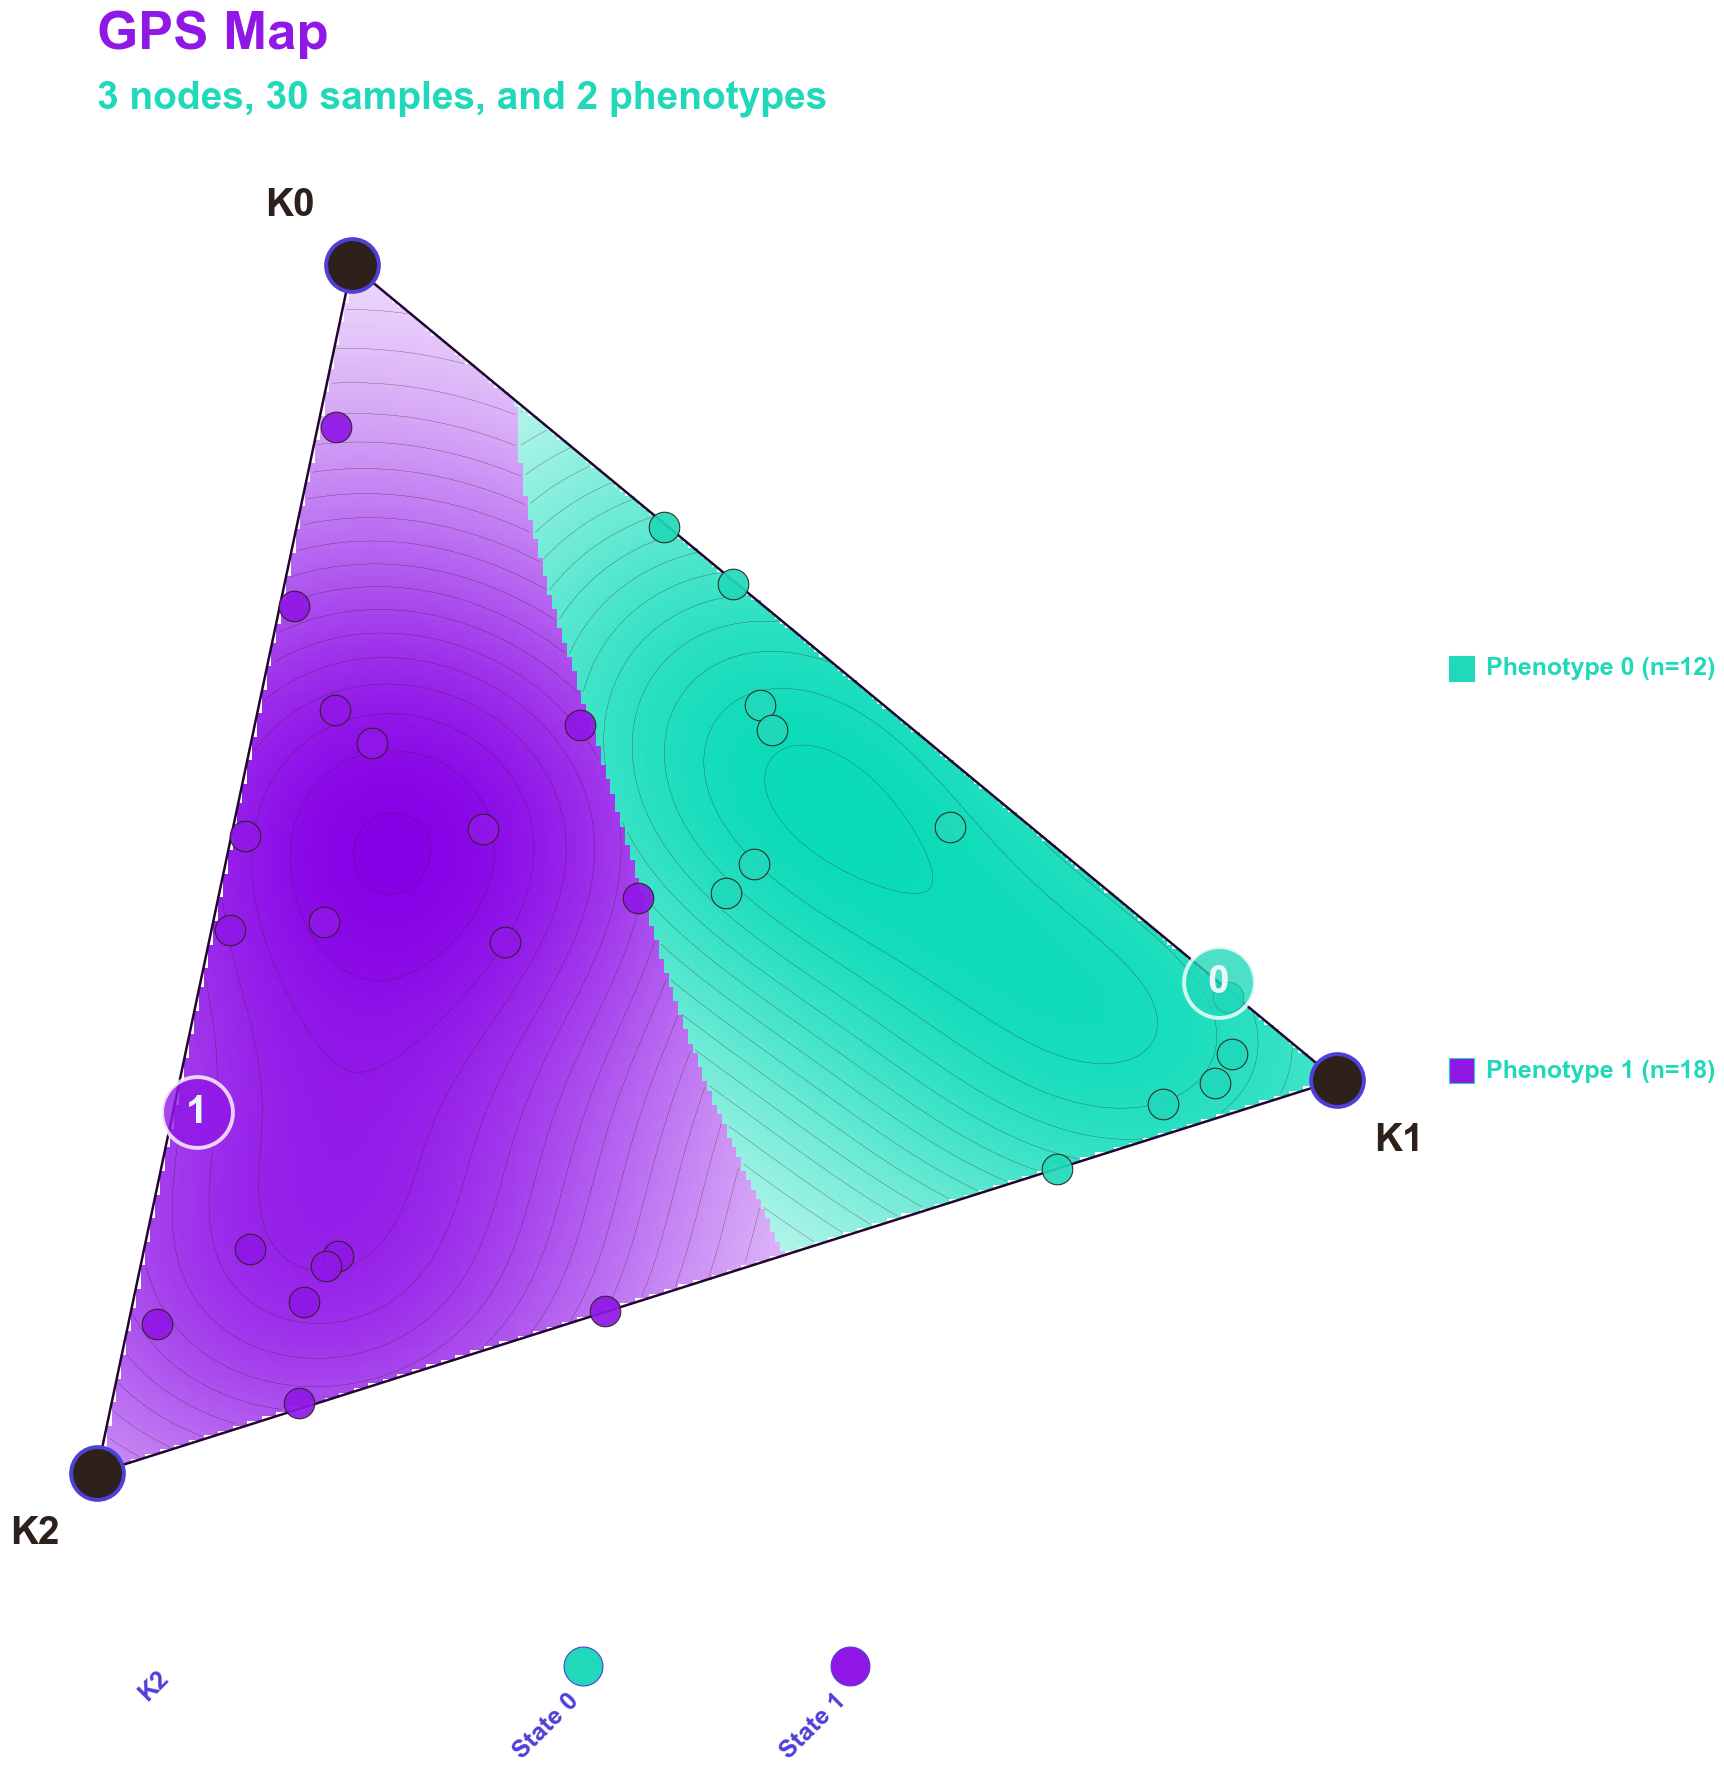 GPS Map
3 nodes, 30 samples, and 2 phenotypes
K0
Phenotype 0 (n=12)
0
Phenotype 1 (n=18)
1
K1
K2
K2
State 0
State 1